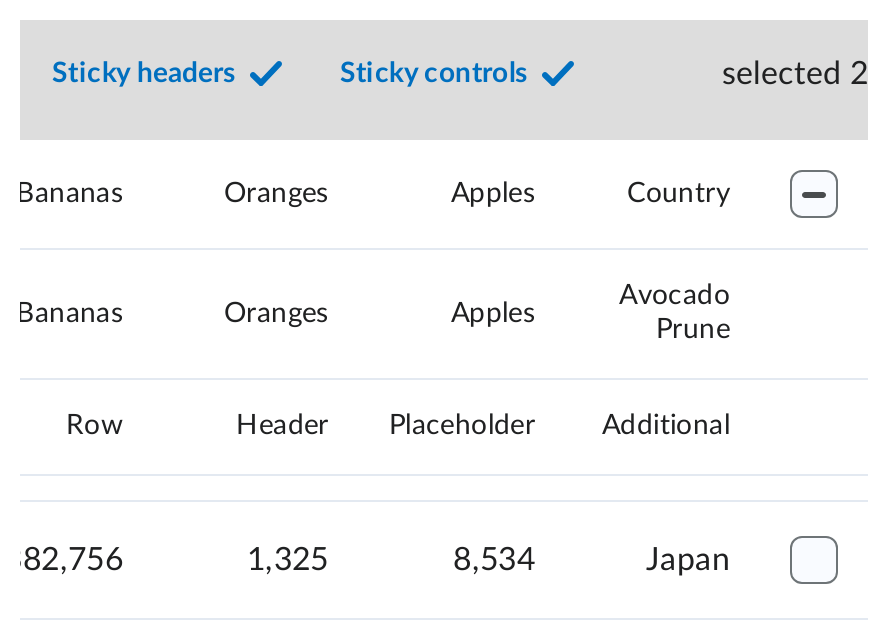 Sticky headers Sticky controls selected 2
Bananas Oranges Apples Country
Bananas Oranges Apples Avocado
Prune
Row Header Placeholder Additional
1,325 8,534 Japan